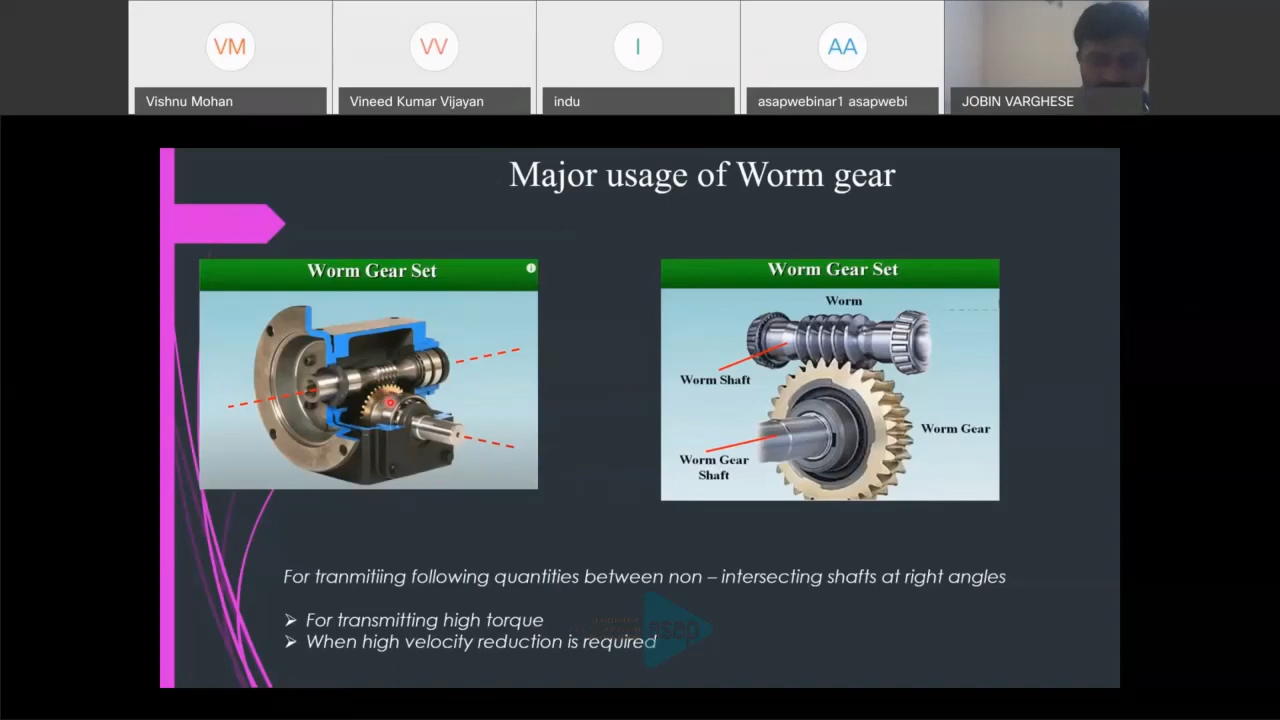 VM
VV
I
AA
Vishnu Mohan
Vineed Kumar Vijayan
indu
asapwebinar1 asapwebi
JOBIN VARGHESE
Major usage of Worm gear
Worm Gear Set
Worm Gear Set
Worm
Worm Shaft
Worm Gear
Worm Gear
Shaft
For tranmitiing following quantities between non – intersecting shafts at right angles
➢ For transmitting high torque
➢ When high velocity reduction is required
asap